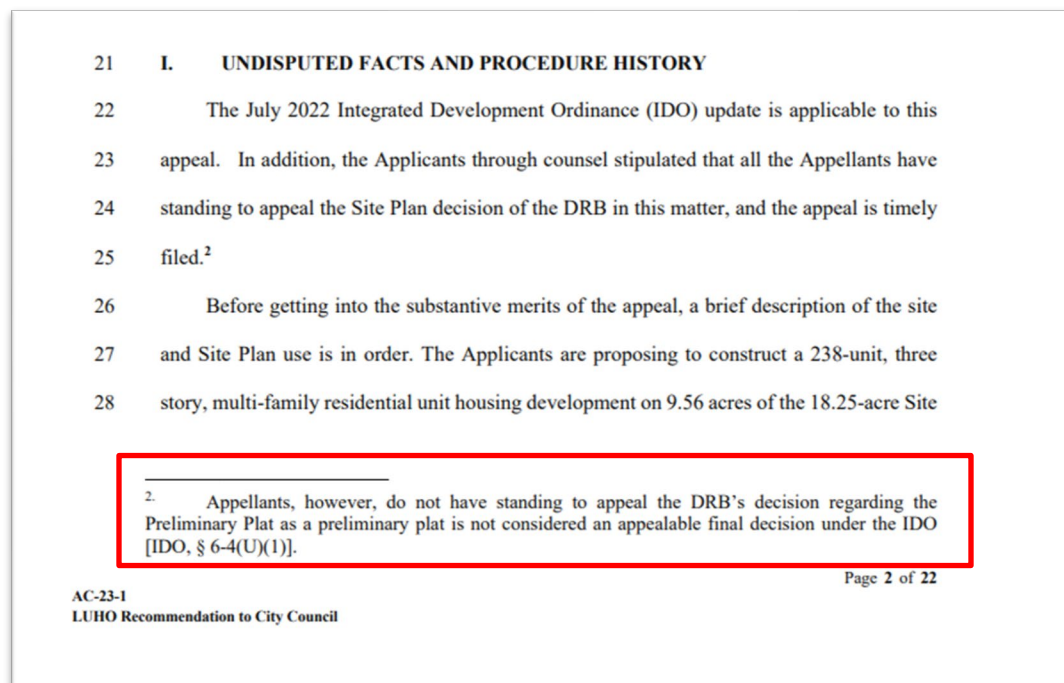 21 I. UNDISPUTED FACTS AND PROCEDURE HISTORY
22 The July 2022 Integrated Development Ordinance (IDO) update is applicable to this
23 appeal. In addition, the Applicants through counsel stipulated that all the Appellants have
24 standing to appeal the Site Plan decision of the DRB in this matter, and the appeal is timely
25 filed.²
26 Before getting into the substantive merits of the appeal, a brief description of the site
27 and Site Plan use is in order. The Applicants are proposing to construct a 238-unit, three
28 story, multi-family residential unit housing development on 9.56 acres of the 18.25-acre Site
2. Appellants, however, do not have standing to appeal the DRB's decision regarding the
Preliminary Plat as a preliminary plat is not considered an appealable final decision under the IDO
[IDO, § 6-4(U)(1)].
Page 2 of 22
AC-23-1
LUHO Recommendation to City Council